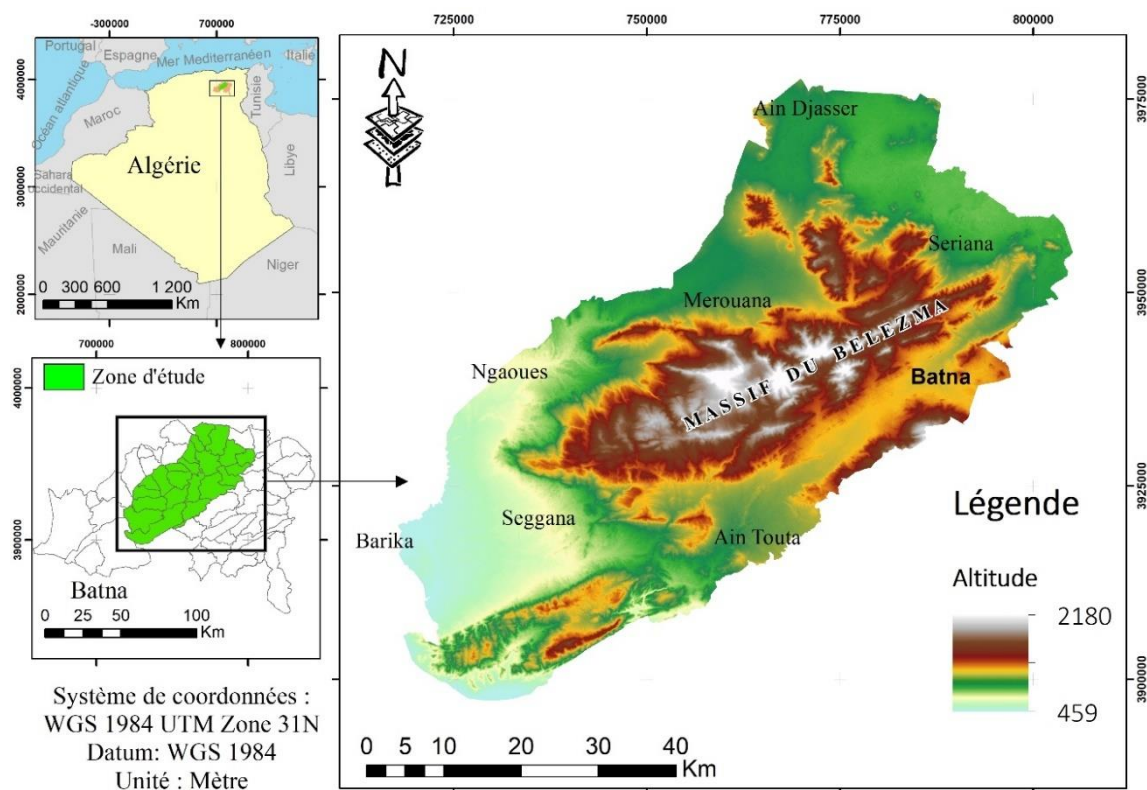 -300000 700000
Portugal
Espagne
Mer Mediterranéen
Italie
Océan atlantique
Maroc
Tunisie
Algérie
Libye
Sahara
occidental
Mauritanie
Mali
Niger
4000000
3000000
2000000
0 300 600 1 200
Km
700000 800000
Zone d'étude
4000000
3900000
Batna
0 25 50 100
Km
Système de coordonnées :
WGS 1984 UTM Zone 31N
Datum: WGS 1984
Unité : Mètre
725000 750000 775000 800000
N
Ain Djasser
Seriana
Merouana
Ngaoues
MASSIF DU BELEZMA
Batna
Seggana
Barika
Ain Touta
3975000
3950000
3925000
3900000
Légende
Altitude
2180
459
0 5 10 20 30 40
Km
725000 750000 775000 800000